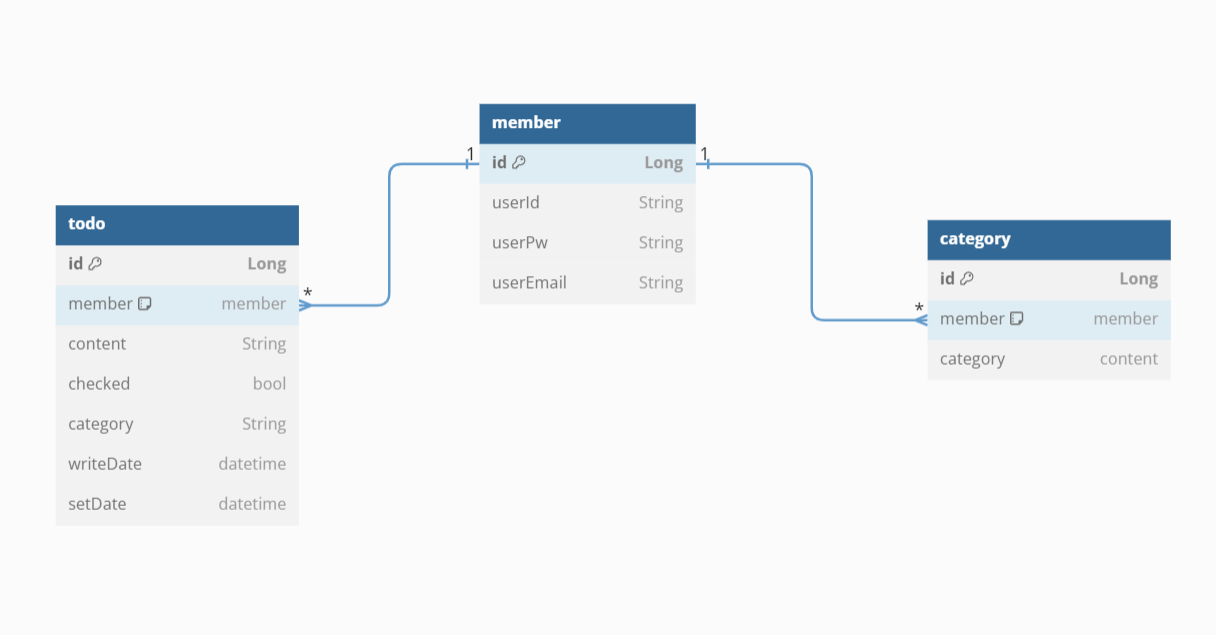 member
1
1
id Long
userId String
userPw String
userEmail String
todo
id Long
*
member member
content String
checked bool
category String
writeDate datetime
setDate datetime
category
id Long
*
member member
category content